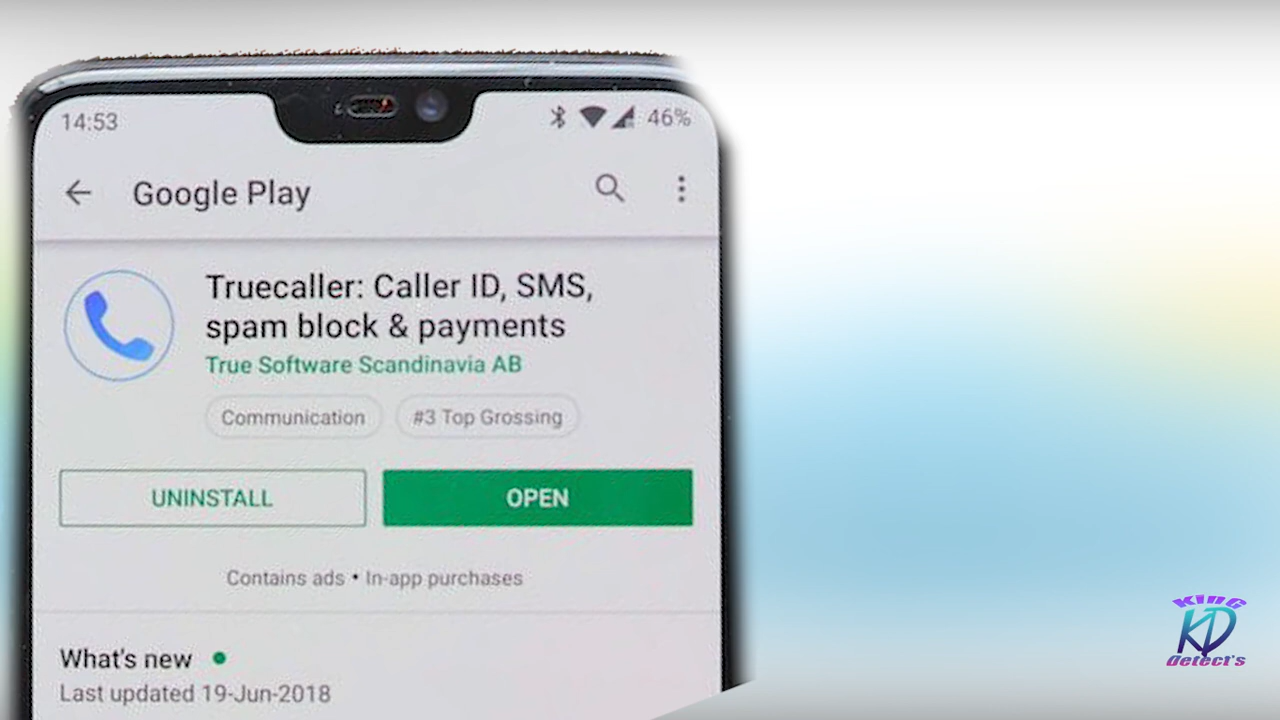 14:53
46%
Google Play
Truecaller: Caller ID, SMS,
spam block & payments
True Software Scandinavia AB
Communication
#3 Top Grossing
UNINSTALL
OPEN
Contains ads • In-app purchases
What's new
Last updated 19-Jun-2018
King
KD
Detect's